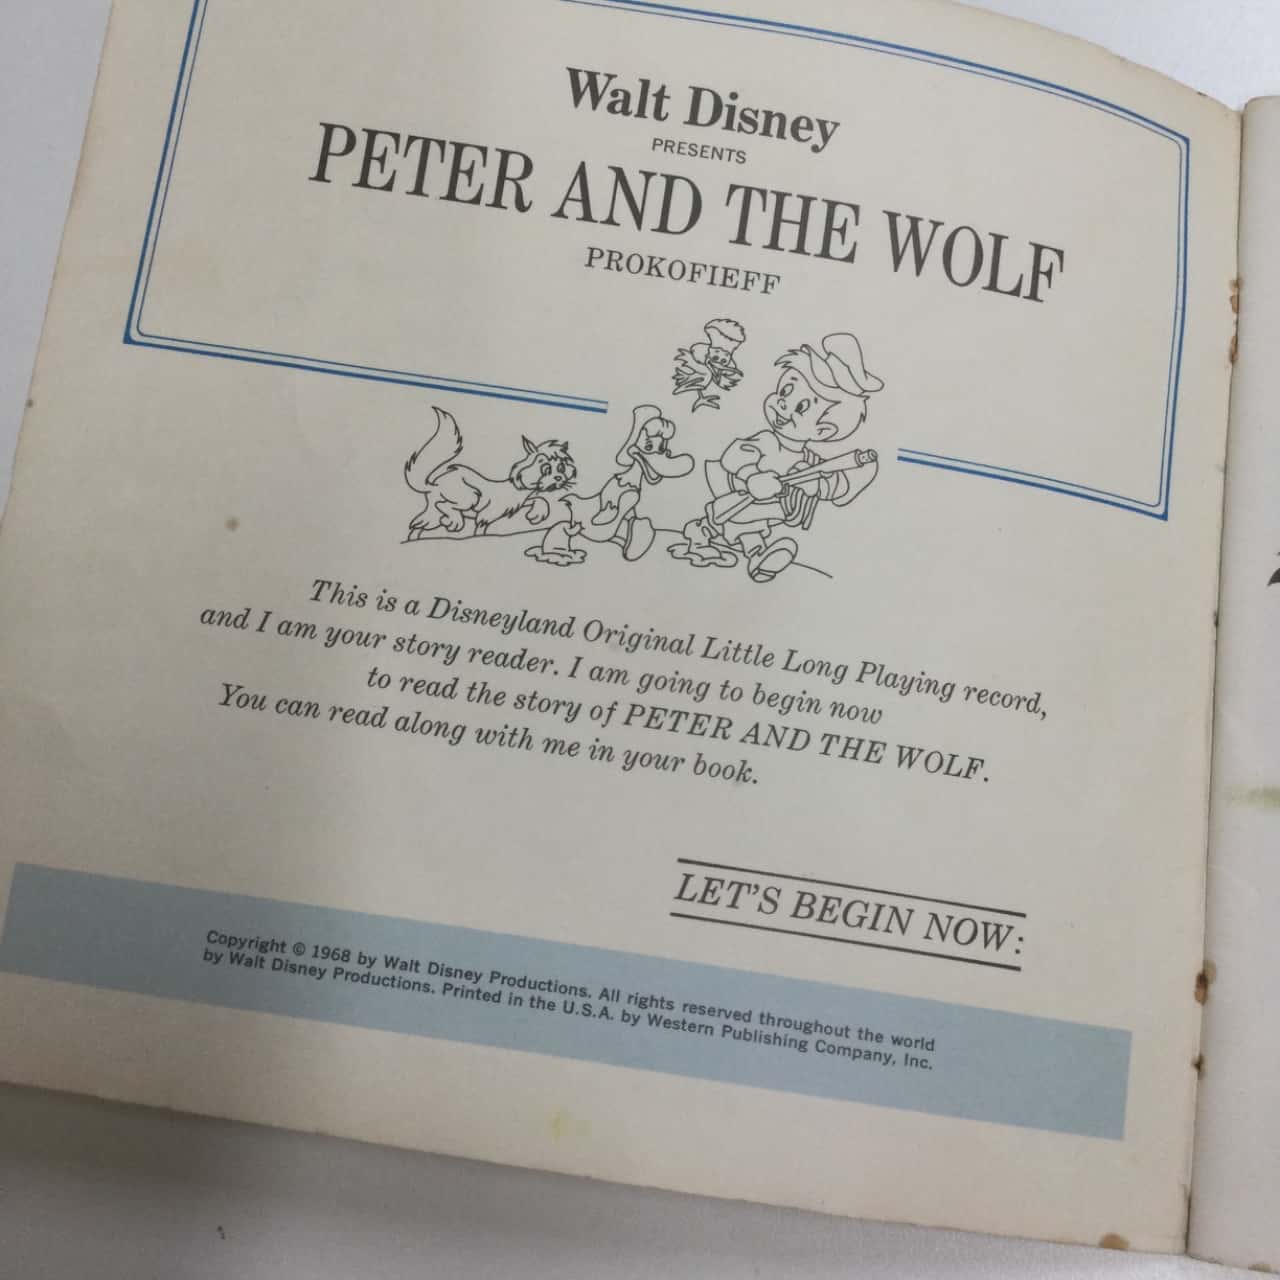 Walt Disney
PRESENTS
PETER AND THE WOLF
PROKOFIEFF
This is a Disneyland Original Little Long Playing record,
and I am your story reader. I am going to begin now
to read the story of PETER AND THE WOLF.
You can read along with me in your book.
LET'S BEGIN NOW:
Copyright © 1968 by Walt Disney Productions. All rights reserved throughout the world
by Walt Disney Productions. Printed in the U.S.A. by Western Publishing Company, Inc.